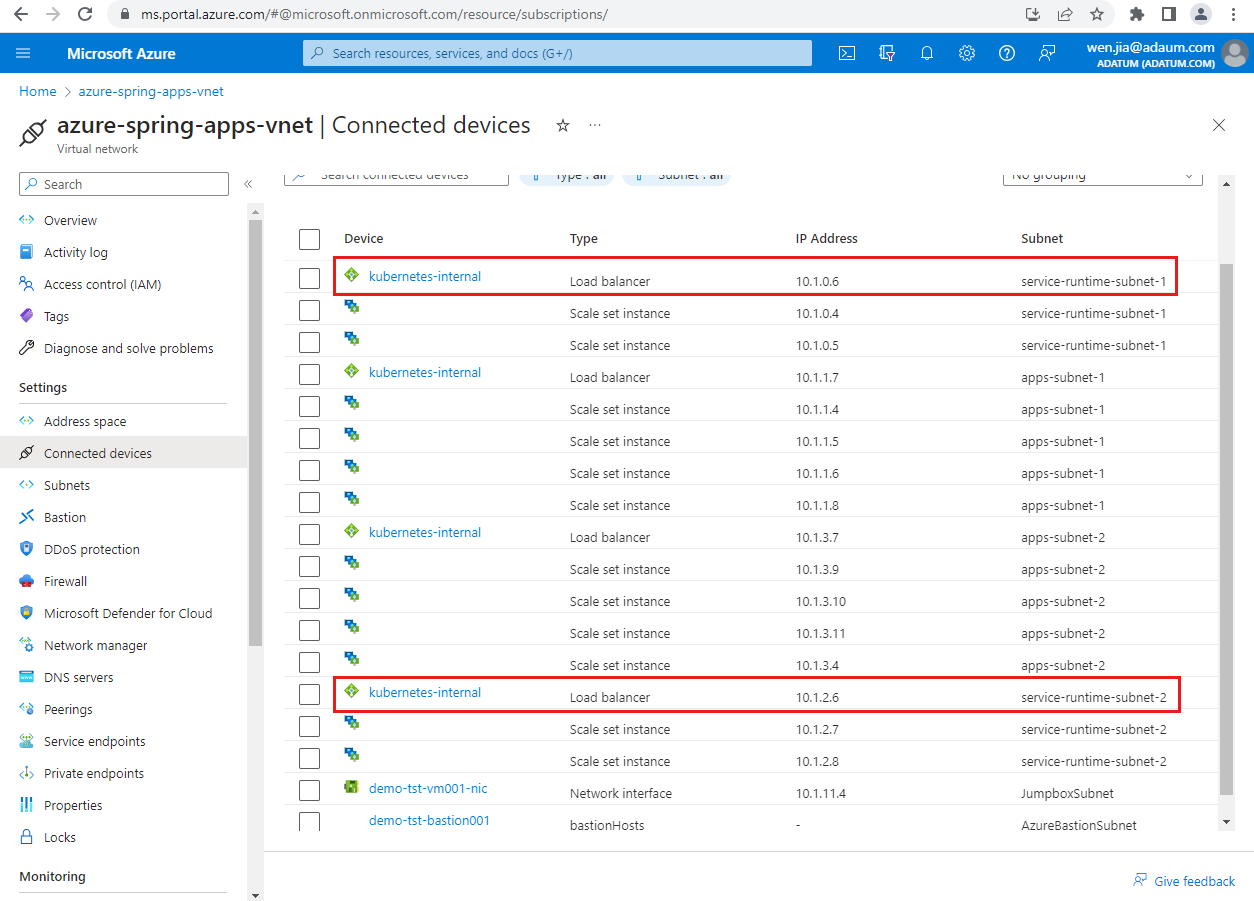 ms.portal.azure.com/#@microsoft.onmicrosoft.com/resource/subscriptions/
Microsoft Azure
Search resources, services, and docs (G+/)
wen.jia@adaum.com
ADATUM (ADATUM.COM)
Home > azure-spring-apps-vnet
azure-spring-apps-vnet | Connected devices
Virtual network
Search
Overview
Activity log
Access control (IAM)
Tags
Diagnose and solve problems
Settings
Address space
Connected devices
Subnets
Bastion
DDoS protection
Firewall
Microsoft Defender for Cloud
Network manager
DNS servers
Peerings
Service endpoints
Private endpoints
Properties
Locks
Monitoring
Search connected devices Type : all Subnet : all No grouping
Device Type IP Address Subnet
kubernetes-internal Load balancer 10.1.0.6 service-runtime-subnet-1
Scale set instance 10.1.0.4 service-runtime-subnet-1
Scale set instance 10.1.0.5 service-runtime-subnet-1
kubernetes-internal Load balancer 10.1.1.7 apps-subnet-1
Scale set instance 10.1.1.4 apps-subnet-1
Scale set instance 10.1.1.5 apps-subnet-1
Scale set instance 10.1.1.6 apps-subnet-1
Scale set instance 10.1.1.8 apps-subnet-1
kubernetes-internal Load balancer 10.1.3.7 apps-subnet-2
Scale set instance 10.1.3.9 apps-subnet-2
Scale set instance 10.1.3.10 apps-subnet-2
Scale set instance 10.1.3.11 apps-subnet-2
Scale set instance 10.1.3.4 apps-subnet-2
kubernetes-internal Load balancer 10.1.2.6 service-runtime-subnet-2
Scale set instance 10.1.2.7 service-runtime-subnet-2
Scale set instance 10.1.2.8 service-runtime-subnet-2
demo-tst-vm001-nic Network interface 10.1.11.4 JumpboxSubnet
demo-tst-bastion001 bastionHosts - AzureBastionSubnet
Give feedback